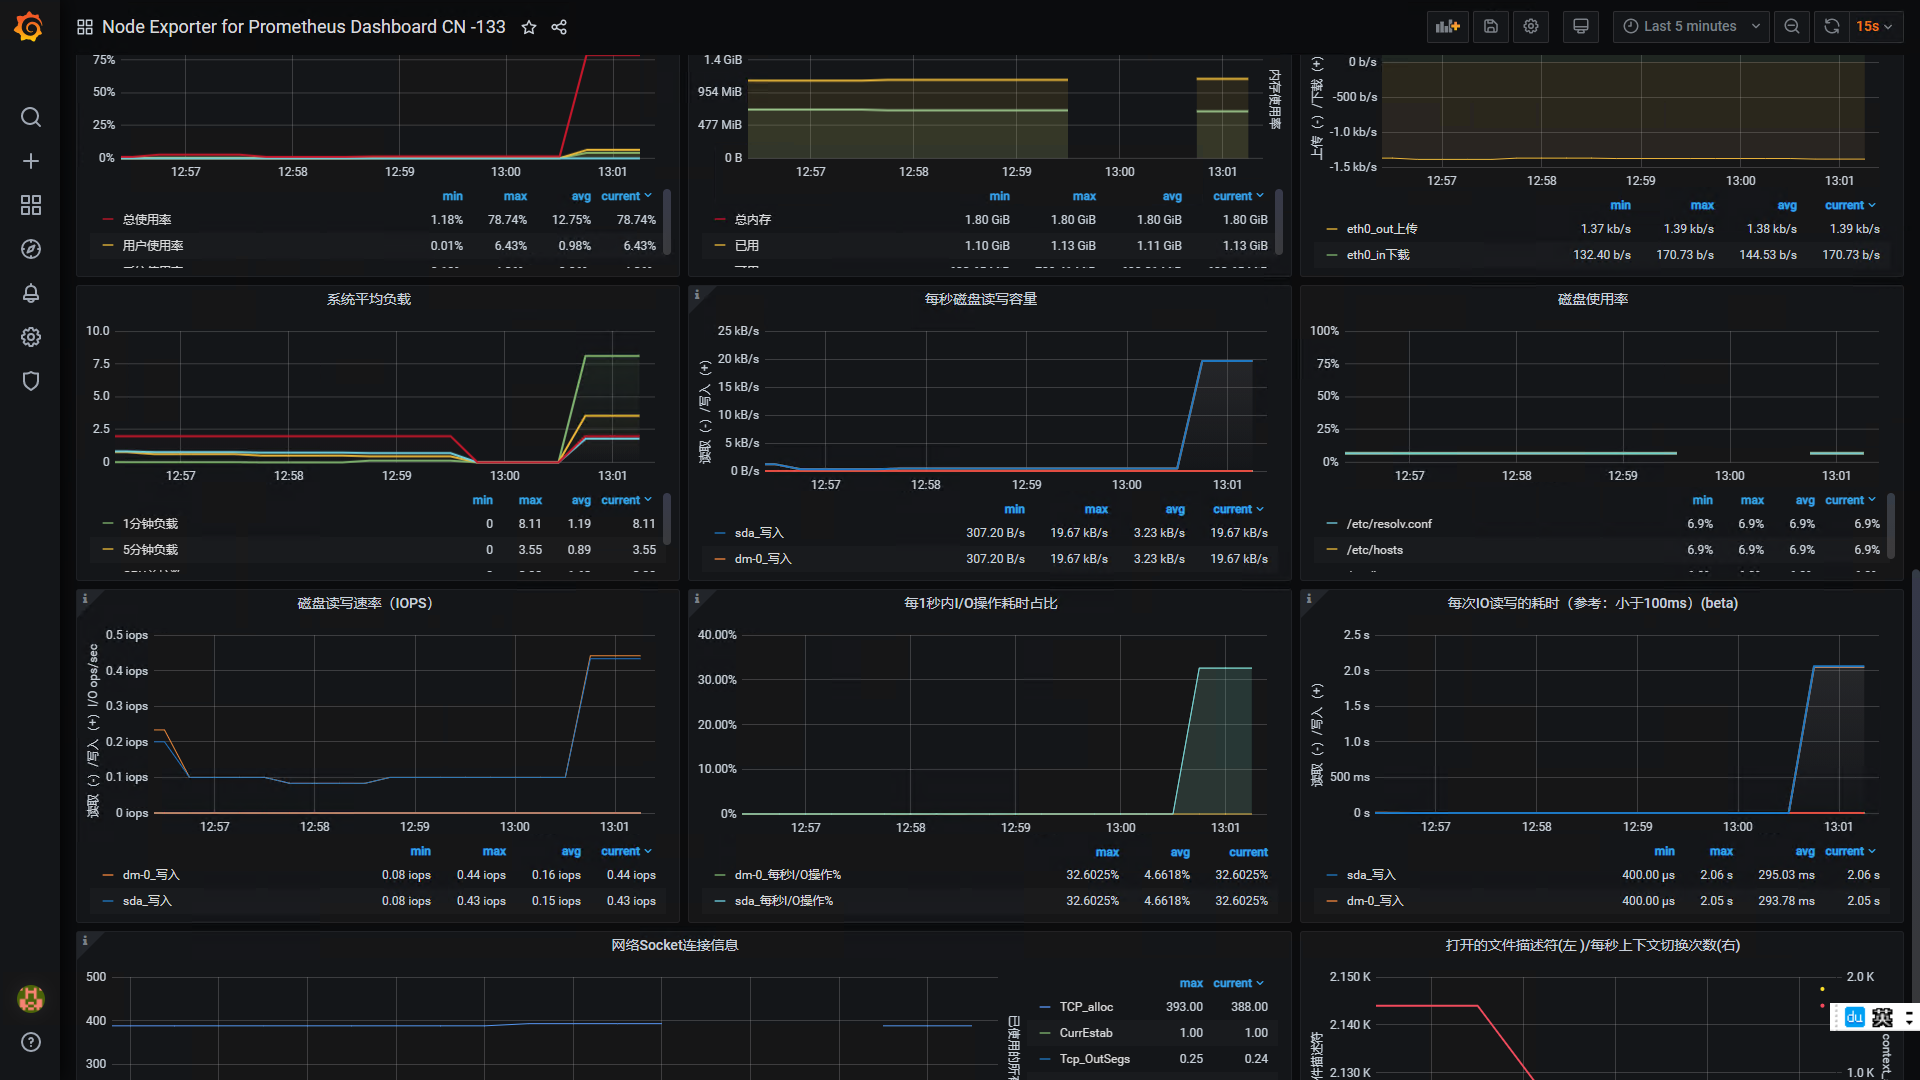 Node Exporter for Prometheus Dashboard CN -133
Last 5 minutes
15s
75%
50%
25%
0%
12:57 12:58 12:59 13:00 13:01
min max avg current
总使用率 1.18% 78.74% 12.75% 78.74%
用户使用率 0.01% 6.43% 0.98% 6.43%
1.4 GiB
954 MiB
477 MiB
0 B
内存使用率
12:57 12:58 12:59 13:00 13:01
min max avg current
总内存 1.80 GiB 1.80 GiB 1.80 GiB 1.80 GiB
已用 1.10 GiB 1.13 GiB 1.11 GiB 1.13 GiB
上传（-）/下载（+）
0 b/s
-500 b/s
-1.0 kb/s
-1.5 kb/s
12:57 12:58 12:59 13:00 13:01
min max avg current
eth0_out上传 1.37 kb/s 1.39 kb/s 1.38 kb/s 1.39 kb/s
eth0_in下载 132.40 b/s 170.73 b/s 144.53 b/s 170.73 b/s
系统平均负载
10.0
7.5
5.0
2.5
0
12:57 12:58 12:59 13:00 13:01
min max avg current
1分钟负载 0 8.11 1.19 8.11
5分钟负载 0 3.55 0.89 3.55
每秒磁盘读写容量
读取（-）/写入（+）
25 kB/s
20 kB/s
15 kB/s
10 kB/s
5 kB/s
0 B/s
12:57 12:58 12:59 13:00 13:01
min max avg current
sda_写入 307.20 B/s 19.67 kB/s 3.23 kB/s 19.67 kB/s
dm-0_写入 307.20 B/s 19.67 kB/s 3.23 kB/s 19.67 kB/s
磁盘使用率
100%
75%
50%
25%
0%
12:57 12:58 12:59 13:00 13:01
min max avg current
/etc/resolv.conf 6.9% 6.9% 6.9% 6.9%
/etc/hosts 6.9% 6.9% 6.9% 6.9%
磁盘读写速率（IOPS）
读取（-）/写入（+）I/O ops/sec
0.5 iops
0.4 iops
0.3 iops
0.2 iops
0.1 iops
0 iops
12:57 12:58 12:59 13:00 13:01
min max avg current
dm-0_写入 0.08 iops 0.44 iops 0.16 iops 0.44 iops
sda_写入 0.08 iops 0.43 iops 0.15 iops 0.43 iops
每1秒内I/O操作耗时占比
40.00%
30.00%
20.00%
10.00%
0%
12:57 12:58 12:59 13:00 13:01
max avg current
dm-0_每秒I/O操作% 32.6025% 4.6618% 32.6025%
sda_每秒I/O操作% 32.6025% 4.6618% 32.6025%
每次IO读写的耗时（参考：小于100ms）(beta)
读取（-）/写入（+）
2.5 s
2.0 s
1.5 s
1.0 s
500 ms
0 s
12:57 12:58 12:59 13:00 13:01
min max avg current
sda_写入 400.00 µs 2.06 s 295.03 ms 2.06 s
dm-0_写入 400.00 µs 2.05 s 293.78 ms 2.05 s
网络Socket连接信息
500
400
300
max current
TCP_alloc 393.00 388.00
CurrEstab 1.00 1.00
Tcp_OutSegs 0.25 0.24
打开的文件描述符(左 )/每秒上下文切换次数(右)
2.150 K
2.140 K
2.130 K
2.0 K
1.0 K
context_
du 英